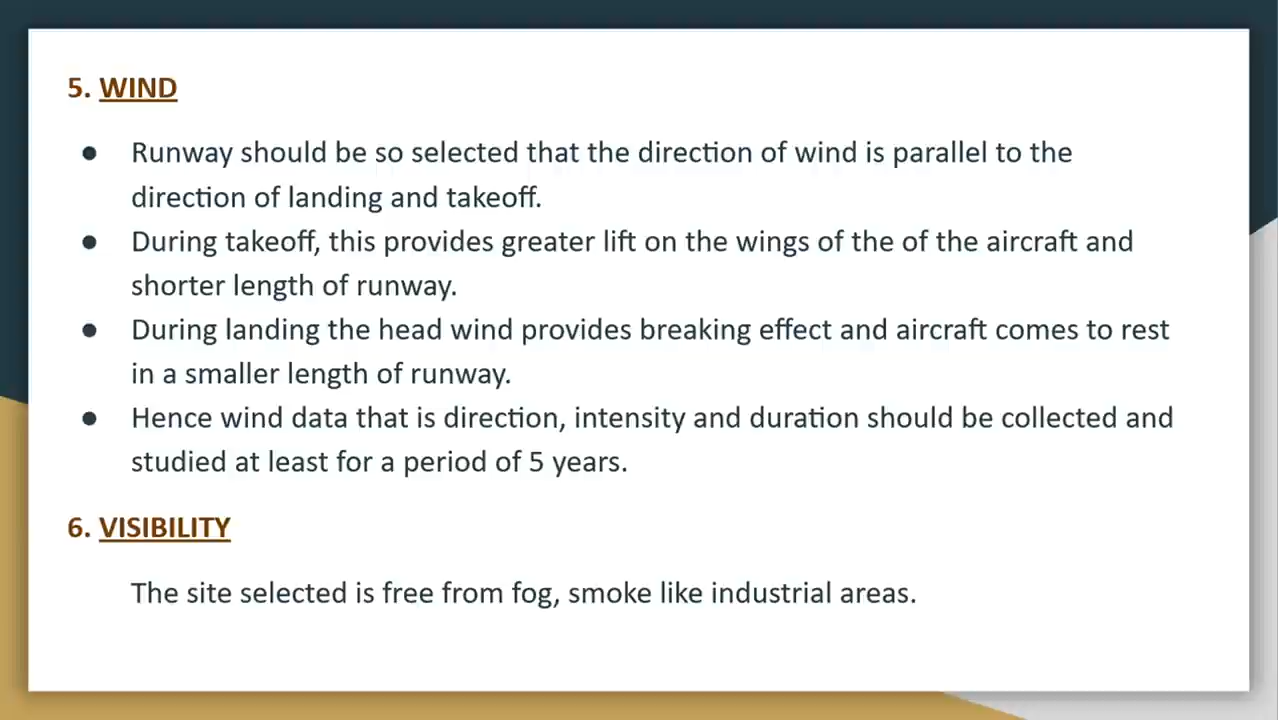 5. WIND
● Runway should be so selected that the direction of wind is parallel to the
direction of landing and takeoff.
● During takeoff, this provides greater lift on the wings of the of the aircraft and
shorter length of runway.
● During landing the head wind provides breaking effect and aircraft comes to rest
in a smaller length of runway.
● Hence wind data that is direction, intensity and duration should be collected and
studied at least for a period of 5 years.
6. VISIBILITY
The site selected is free from fog, smoke like industrial areas.